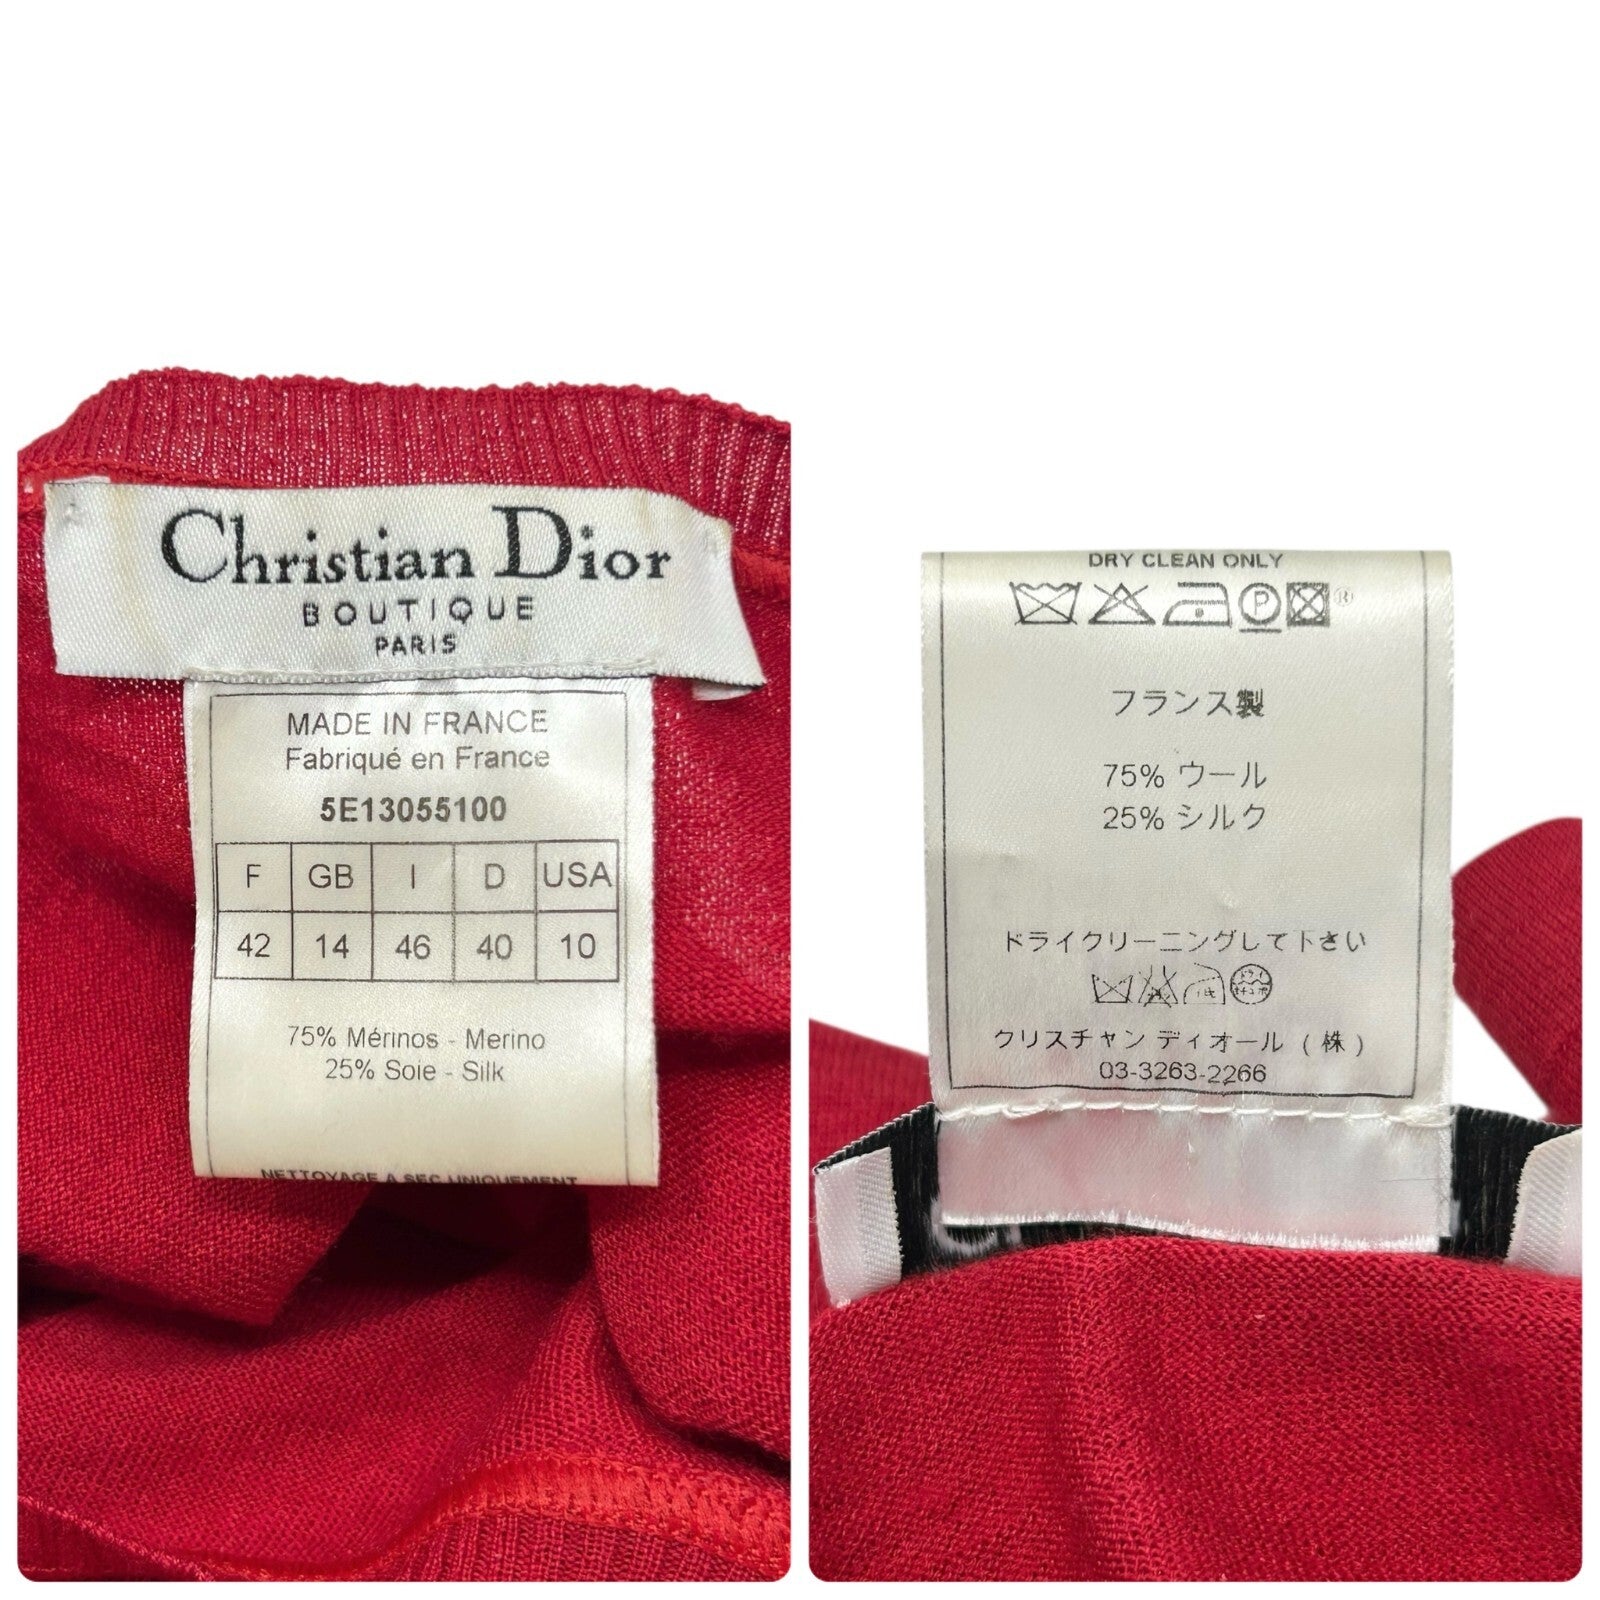 Christian Dior
BOUTIQUE
PARIS
MADE IN FRANCE
Fabriqué en France
5E13055100
F GB I D USA
42 14 46 40 10
75% Mérinos - Merino
25% Soie - Silk
NETTOYAGE A SEC UNIQUEMENT
DRY CLEAN ONLY
P ®
フランス製
75% ウール
25% シルク
ドライクリーニングして下さい
クリスチャン ディオール (株)
03-3263-2266